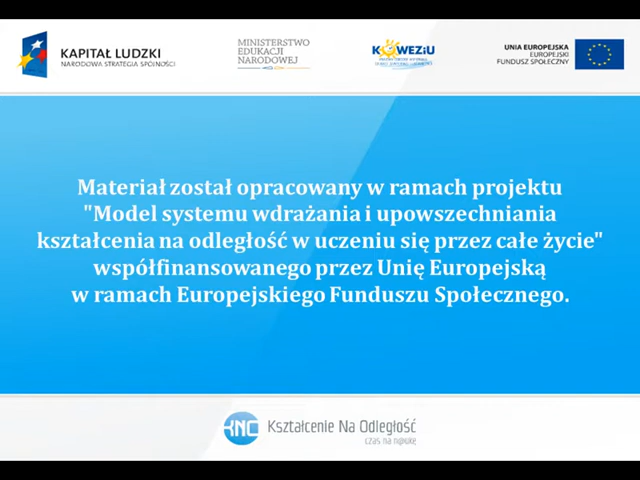 KAPITAŁ LUDZKI
NARODOWA STRATEGIA SPÓJNOŚCI
MINISTERSTWO
EDUKACJI
NARODOWEJ
KOWEZiU
UNIA EUROPEJSKA
EUROPEJSKI
FUNDUSZ SPOŁECZNY
Materiał został opracowany w ramach projektu
"Model systemu wdrażania i upowszechniania
kształcenia na odległość w uczeniu się przez całe życie"
współfinansowanego przez Unię Europejską
w ramach Europejskiego Funduszu Społecznego.
KNO Kształcenie Na Odległość
czas na naukę